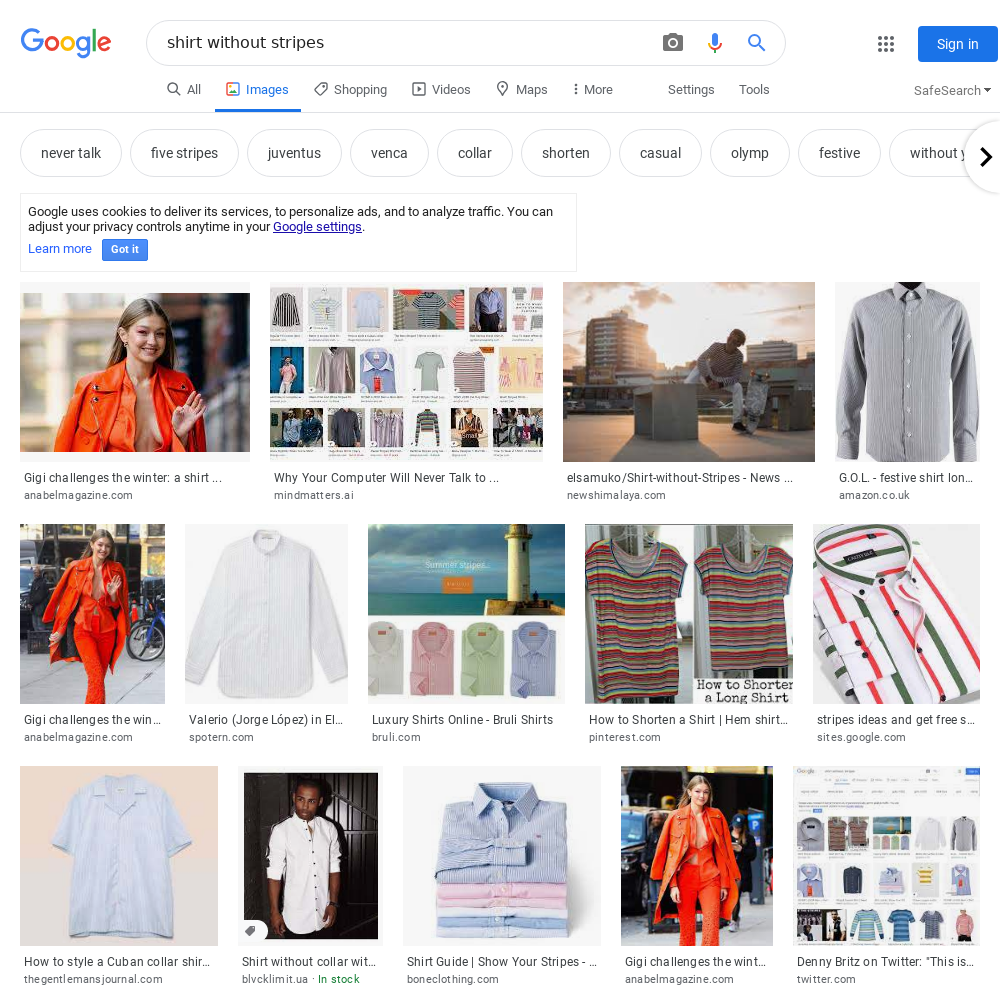 Google
shirt without stripes
Sign in
All
Images
Shopping
Videos
Maps
More
Settings
Tools
SafeSearch
never talk
five stripes
juventus
venca
collar
shorten
casual
olymp
festive
without y
Google uses cookies to deliver its services, to personalize ads, and to analyze traffic. You can
adjust your privacy controls anytime in your Google settings.
Learn more
Got it
Gigi challenges the winter: a shirt ...
anabelmagazine.com
Why Your Computer Will Never Talk to ...
mindmatters.ai
elsamuko/Shirt-without-Stripes - News ...
newshimalaya.com
G.O.L. - festive shirt lon...
amazon.co.uk
Summer stripes...
How to Shorter
a Long Shirt
Gigi challenges the win...
anabelmagazine.com
Valerio (Jorge López) in El...
spotern.com
Luxury Shirts Online - Bruli Shirts
bruli.com
How to Shorten a Shirt | Hem shirt...
pinterest.com
stripes ideas and get free s...
sites.google.com
Google
shirt without stripes
How to style a Cuban collar shir...
thegentlemansjournal.com
Shirt without collar wit...
blvcklimit.ua · In stock
Shirt Guide | Show Your Stripes - ...
boneclothing.com
Gigi challenges the wint...
anabelmagazine.com
Denny Britz on Twitter: "This is...
twitter.com